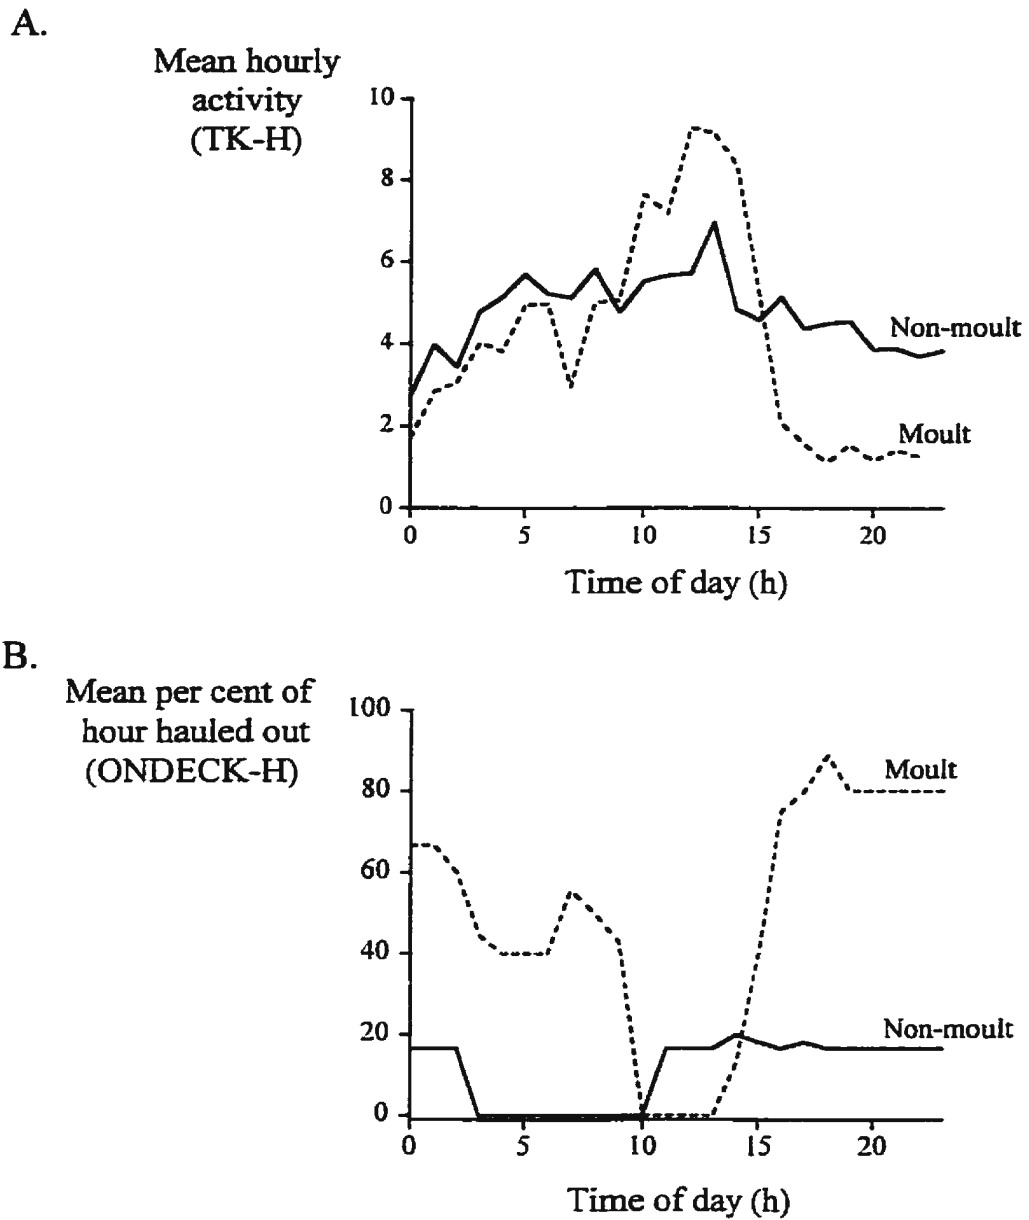 A.
Mean hourly
activity
(TK-H)
10
8
6
4
2
0
Non-moult
Moult
0 5 10 15 20
Time of day (h)
B.
Mean per cent of
hour hauled out
(ONDECK-H)
100
80
60
40
20
0
Moult
Non-moult
0 5 10 15 20
Time of day (h)